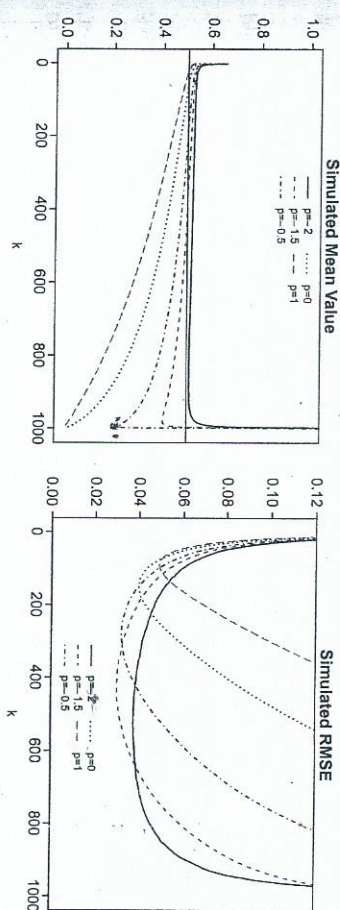 Simulated Mean Value
1.0
0.8
0.6
0.4
0.2
0.0
p=-2 p=0
p=-1.5 p=1
p=-0.5
0 200 400 600 800 1000
k
Simulated RMSE
0.12
0.10
0.08
0.06
0.04
0.02
0.00
p=-2 p=0
p=-1.5 p=1
p=-0.5
0 200 400 600 800 1000
k